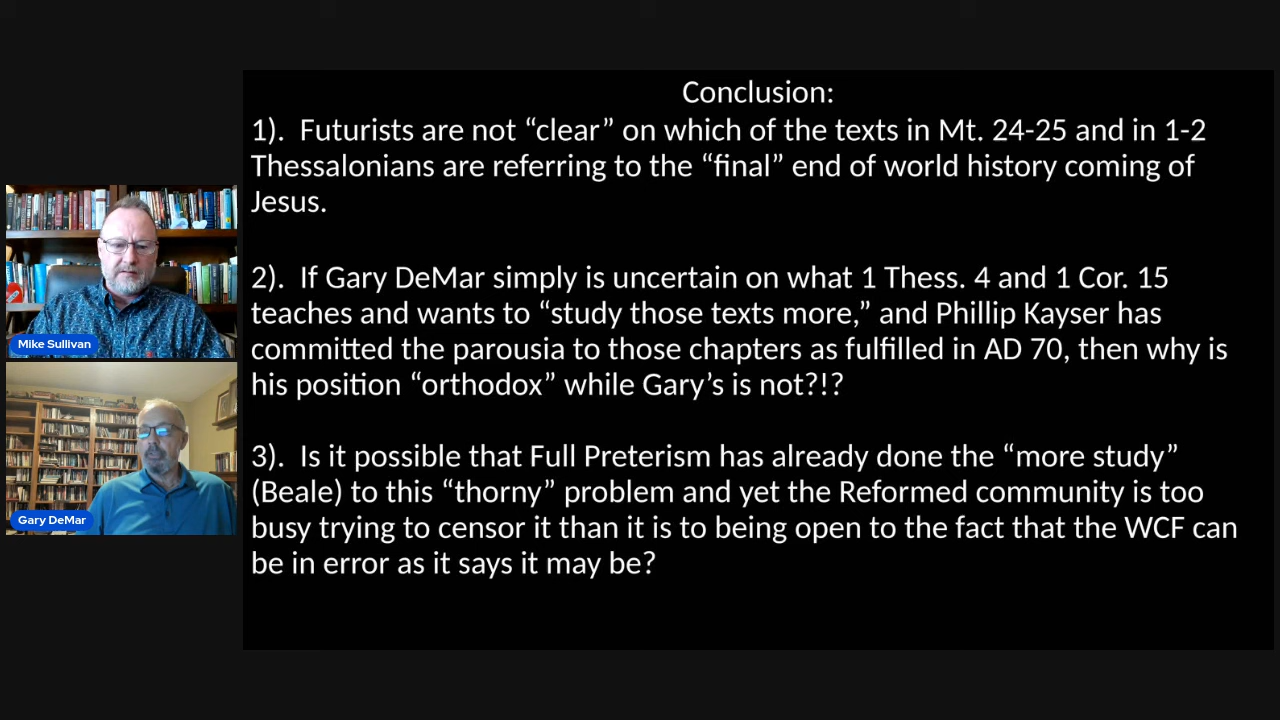 Conclusion:
1). Futurists are not “clear” on which of the texts in Mt. 24-25 and in 1-2
Thessalonians are referring to the “final” end of world history coming of
Jesus.
2). If Gary DeMar simply is uncertain on what 1 Thess. 4 and 1 Cor. 15
teaches and wants to “study those texts more,” and Phillip Kayser has
committed the parousia to those chapters as fulfilled in AD 70, then why is
his position “orthodox” while Gary’s is not?!?
3). Is it possible that Full Preterism has already done the “more study”
(Beale) to this “thorny” problem and yet the Reformed community is too
busy trying to censor it than it is to being open to the fact that the WCF can
be in error as it says it may be?
Mike Sullivan
Gary DeMar